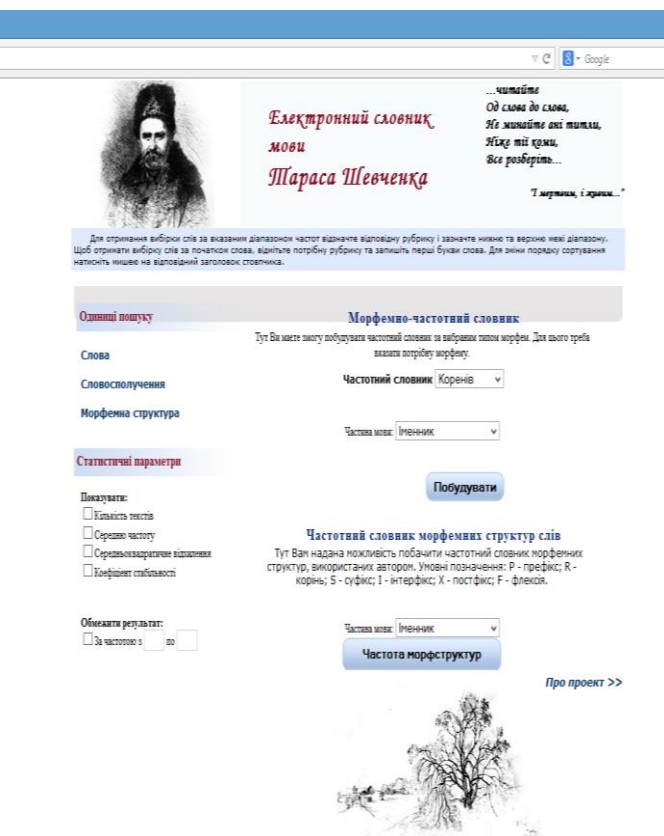 Google
Електронний словник
мови
Тараса Шевченка
...читайте
Од слова до слова,
Не минайте ані титли,
Ніже тії коми,
Все розберіть...
"І мертвим, і живим..."
Для отримання вибірки слів за вказаним діапазоном частот відзначте відповідну рубрику і зазначте нижню та верхню межі діапазону.
Щоб отримати вибірку слів за початком слова, відмітьте потрібну рубрику та запишіть перші букви слова. Для зміни порядку сортування
натисніть мишею на відповідний заголовок стовпчика.
Одиниці пошуку
Слова
Словосполучення
Морфемна структура
Статистичні параметри
Показувати:
Кількість текстів
Середню частоту
Середньоквадратичне відхилення
Коефіцієнт стабільності
Обмежити результат:
За частотою з по
Морфемно-частотний словник
Тут Ви маєте змогу побудувати частотний словник за вибраним типом морфем. Для цього треба
вказати потрібну морфему.
Частотний словник Коренів
Частина мови: Іменник
Побудувати
Частотний словник морфемних структур слів
Тут Вам надана можливість побачити частотний словник морфемних
структур, використаних автором. Умовні позначення: P - префікс; R -
корінь; S - суфікс; I - інтерфікс; X - постфікс; F - флексія.
Частина мови: Іменник
Частота морфструктур
Про проект >>